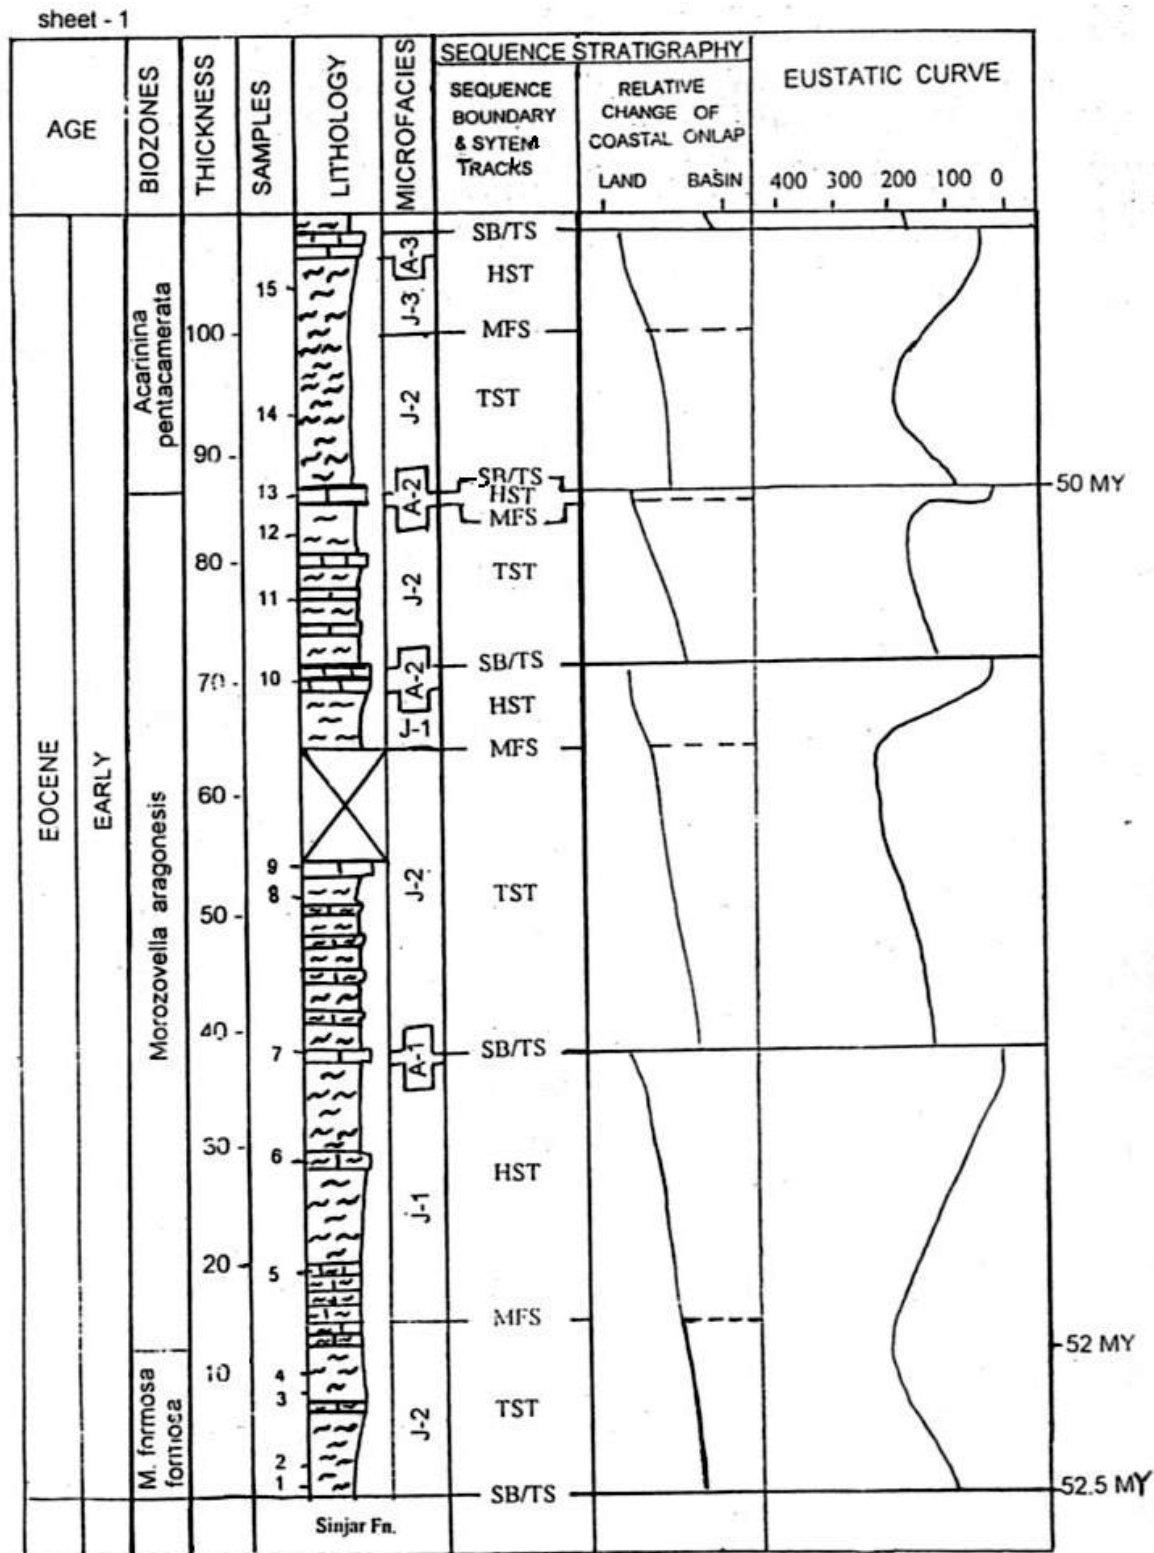 sheet - 1
AGE
BIOZONES
THICKNESS
SAMPLES
LITHOLOGY
MICROFACIES
SEQUENCE STRATIGRAPHY
SEQUENCE
BOUNDARY
& SYTEM
TRACKS
RELATIVE
CHANGE OF
COASTAL ONLAP
LAND BASIN
EUSTATIC CURVE
400 300 200 100 0
EOCENE
EARLY
Acarinina
pentacamerata
Morozovella aragonesis
M. formosa
formosa
100 -
90 -
80 -
70 -
60 -
50 -
40 -
30 -
20 -
10 -
15
14
13
12
11
10
9
8
7
6
5
4
3
2
1
A-3
J-3
J-2
A-2
J-2
A-2
J-1
J-2
A-1
J-1
J-2
SB/TS
HST
MFS
TST
SB/TS
HST
MFS
TST
SB/TS
HST
MFS
TST
SB/TS
HST
MFS
TST
SB/TS
50 MY
52 MY
52.5 MY
Sinjar Fn.